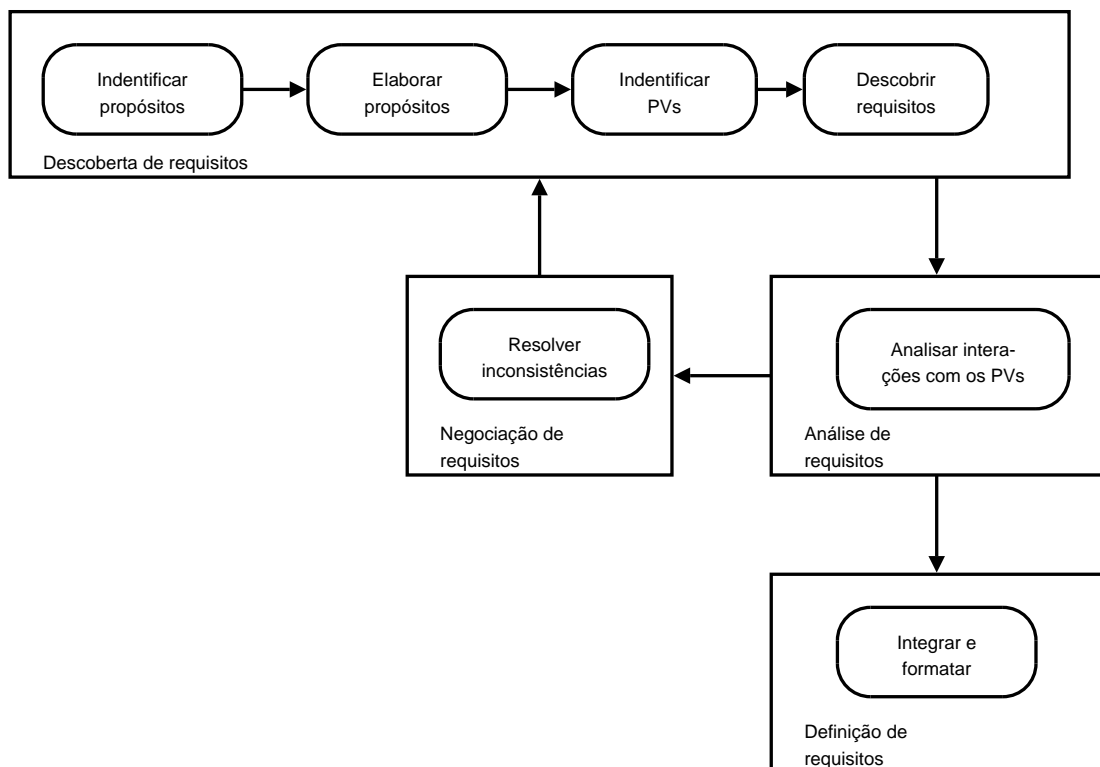 Indentificar
propósitos
Elaborar
propósitos
Indentificar
PVs
Descobrir
requisitos
Descoberta de requisitos
Resolver
inconsistências
Negociação de
requisitos
Analisar intera-
ções com os PVs
Análise de
requisitos
Integrar e
formatar
Definição de
requisitos